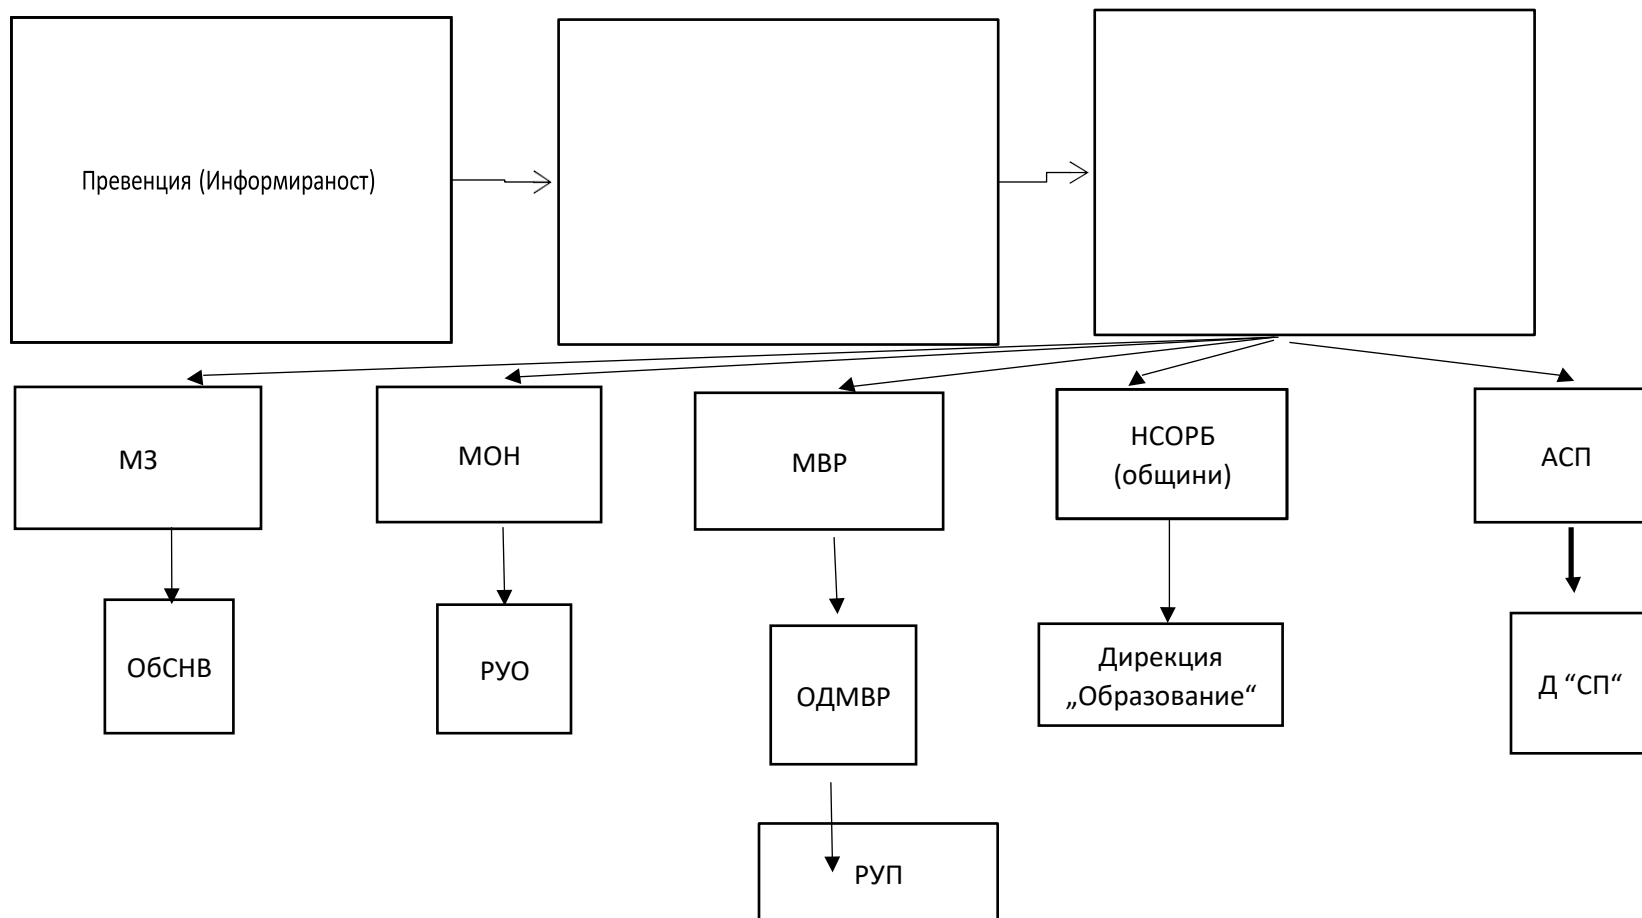 Превенция (Информираност)
МЗ
МОН
МВР
НСОРБ
(общини)
АСП
ОбСНВ
РУО
ОДМВР
Дирекция
„Образование“
Д “СП“
РУП